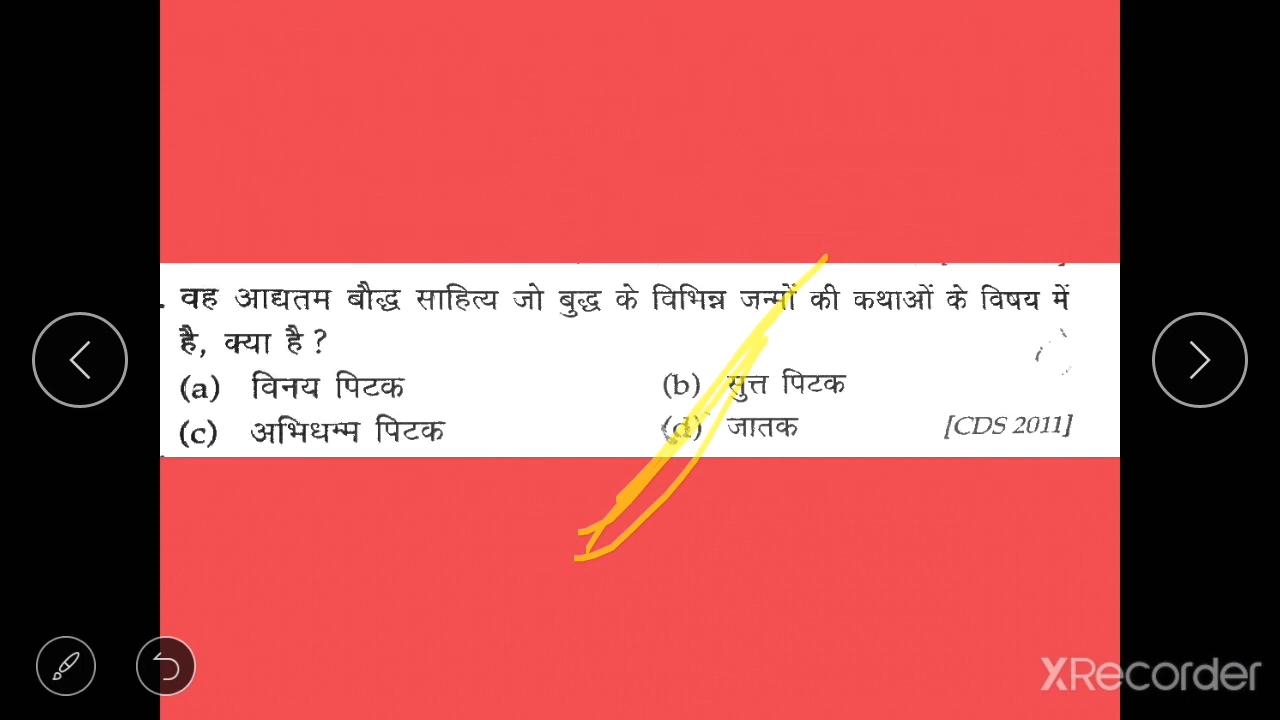 . वह आद्यतम बौद्ध साहित्य जो बुद्ध के विभिन्न जन्मों की कथाओं के विषय में
है, क्या है ?
(a) विनय पिटक (b) सुत्त पिटक
(c) अभिधम्म पिटक (d) जातक [CDS 2011]
XRecorder